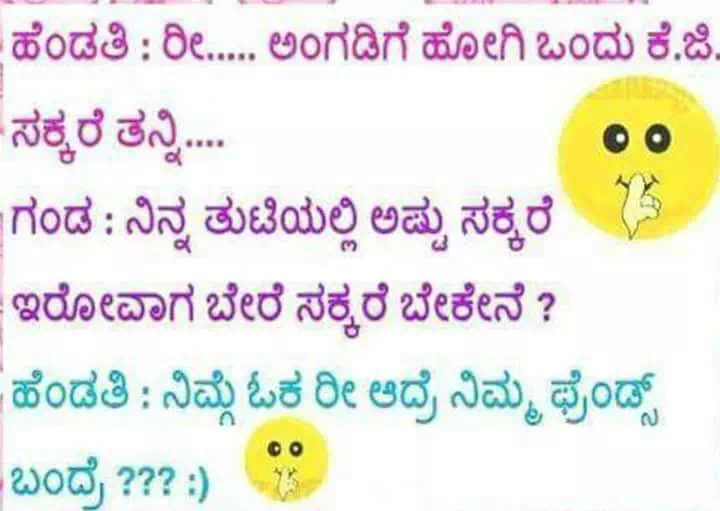 ಹೆಂಡತಿ : ರೀ..... ಅಂಗಡಿಗೆ ಹೋಗಿ ಒಂದು ಕೆ.ಜಿ.
ಸಕ್ಕರೆ ತನ್ನಿ....
ಗಂಡ : ನಿನ್ನ ತುಟಿಯಲ್ಲಿ ಅಷ್ಟು ಸಕ್ಕರೆ
ಇರೋವಾಗ ಬೇರೆ ಸಕ್ಕರೆ ಬೇಕೇನೆ ?
ಹೆಂಡತಿ : ನಿಮ್ಗೆ ಓಕ ರೀ ಆದ್ರೆ ನಿಮ್ಮ ಫ್ರೆಂಡ್ಸ್
ಬಂದ್ರೆ ??? :)